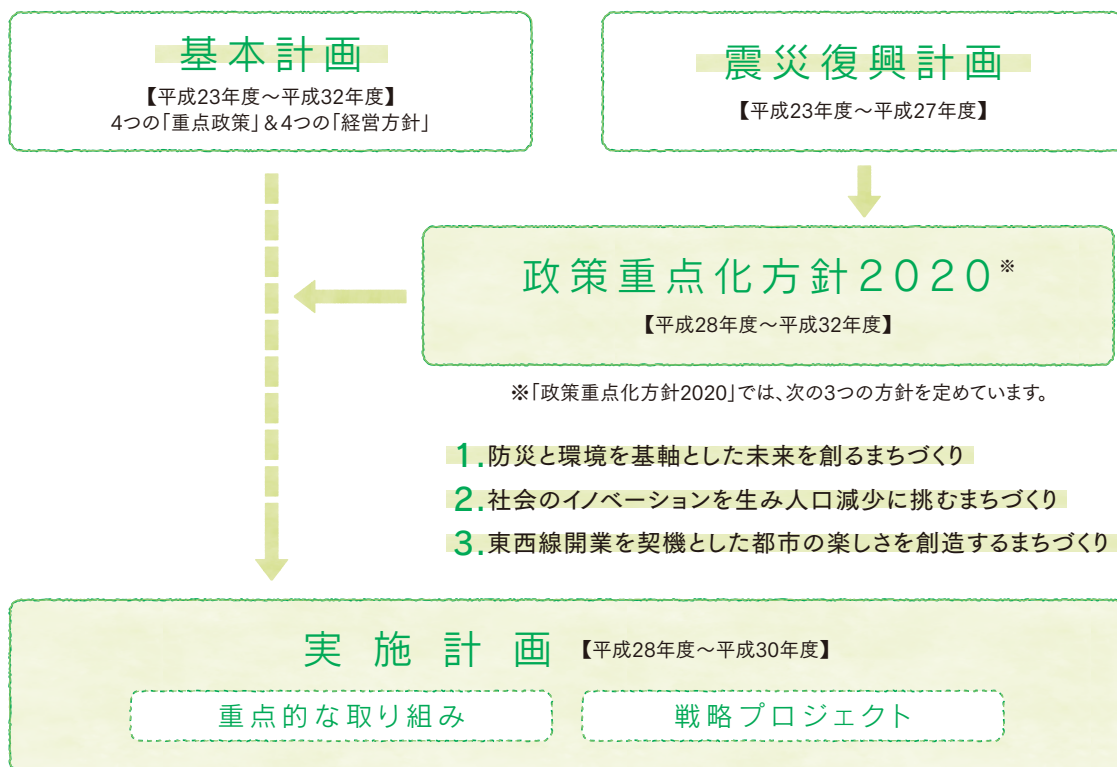 基本計画
【平成23年度～平成32年度】
4つの「重点政策」＆4つの「経営方針」
震災復興計画
【平成23年度～平成27年度】
政策重点化方針2020※
【平成28年度～平成32年度】
※「政策重点化方針2020」では、次の3つの方針を定めています。
1.防災と環境を基軸とした未来を創るまちづくり
2.社会のイノベーションを生み人口減少に挑むまちづくり
3.東西線開業を契機とした都市の楽しさを創造するまちづくり
実施計画【平成28年度～平成30年度】
重点的な取り組み
戦略プロジェクト